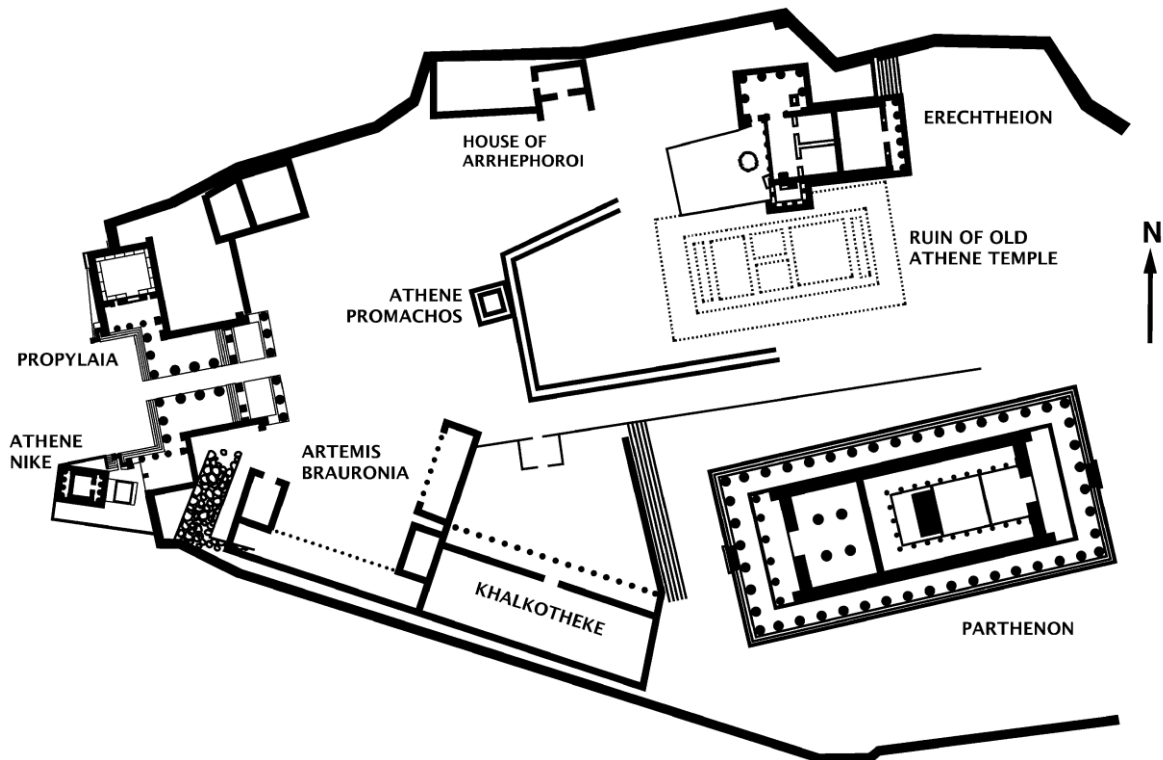 HOUSE OF
ARRHEPHOROI
ERECHTHEION
N
RUIN OF OLD
ATHENE TEMPLE
ATHENE
PROMACHOS
PROPYLAIA
ATHENE
NIKE
ARTEMIS
BRAURONIA
KHALKOTHEKE
PARTHENON